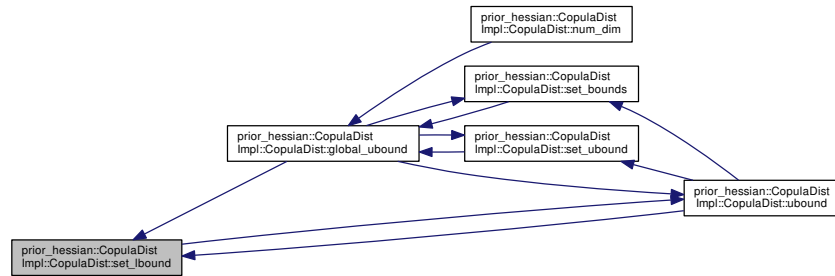 prior_hessian::CopulaDist
Impl::CopulaDist::num_dim
prior_hessian::CopulaDist
Impl::CopulaDist::set_bounds
prior_hessian::CopulaDist
Impl::CopulaDist::global_ubound
prior_hessian::CopulaDist
Impl::CopulaDist::set_ubound
prior_hessian::CopulaDist
Impl::CopulaDist::ubound
prior_hessian::CopulaDist
Impl::CopulaDist::set_lbound